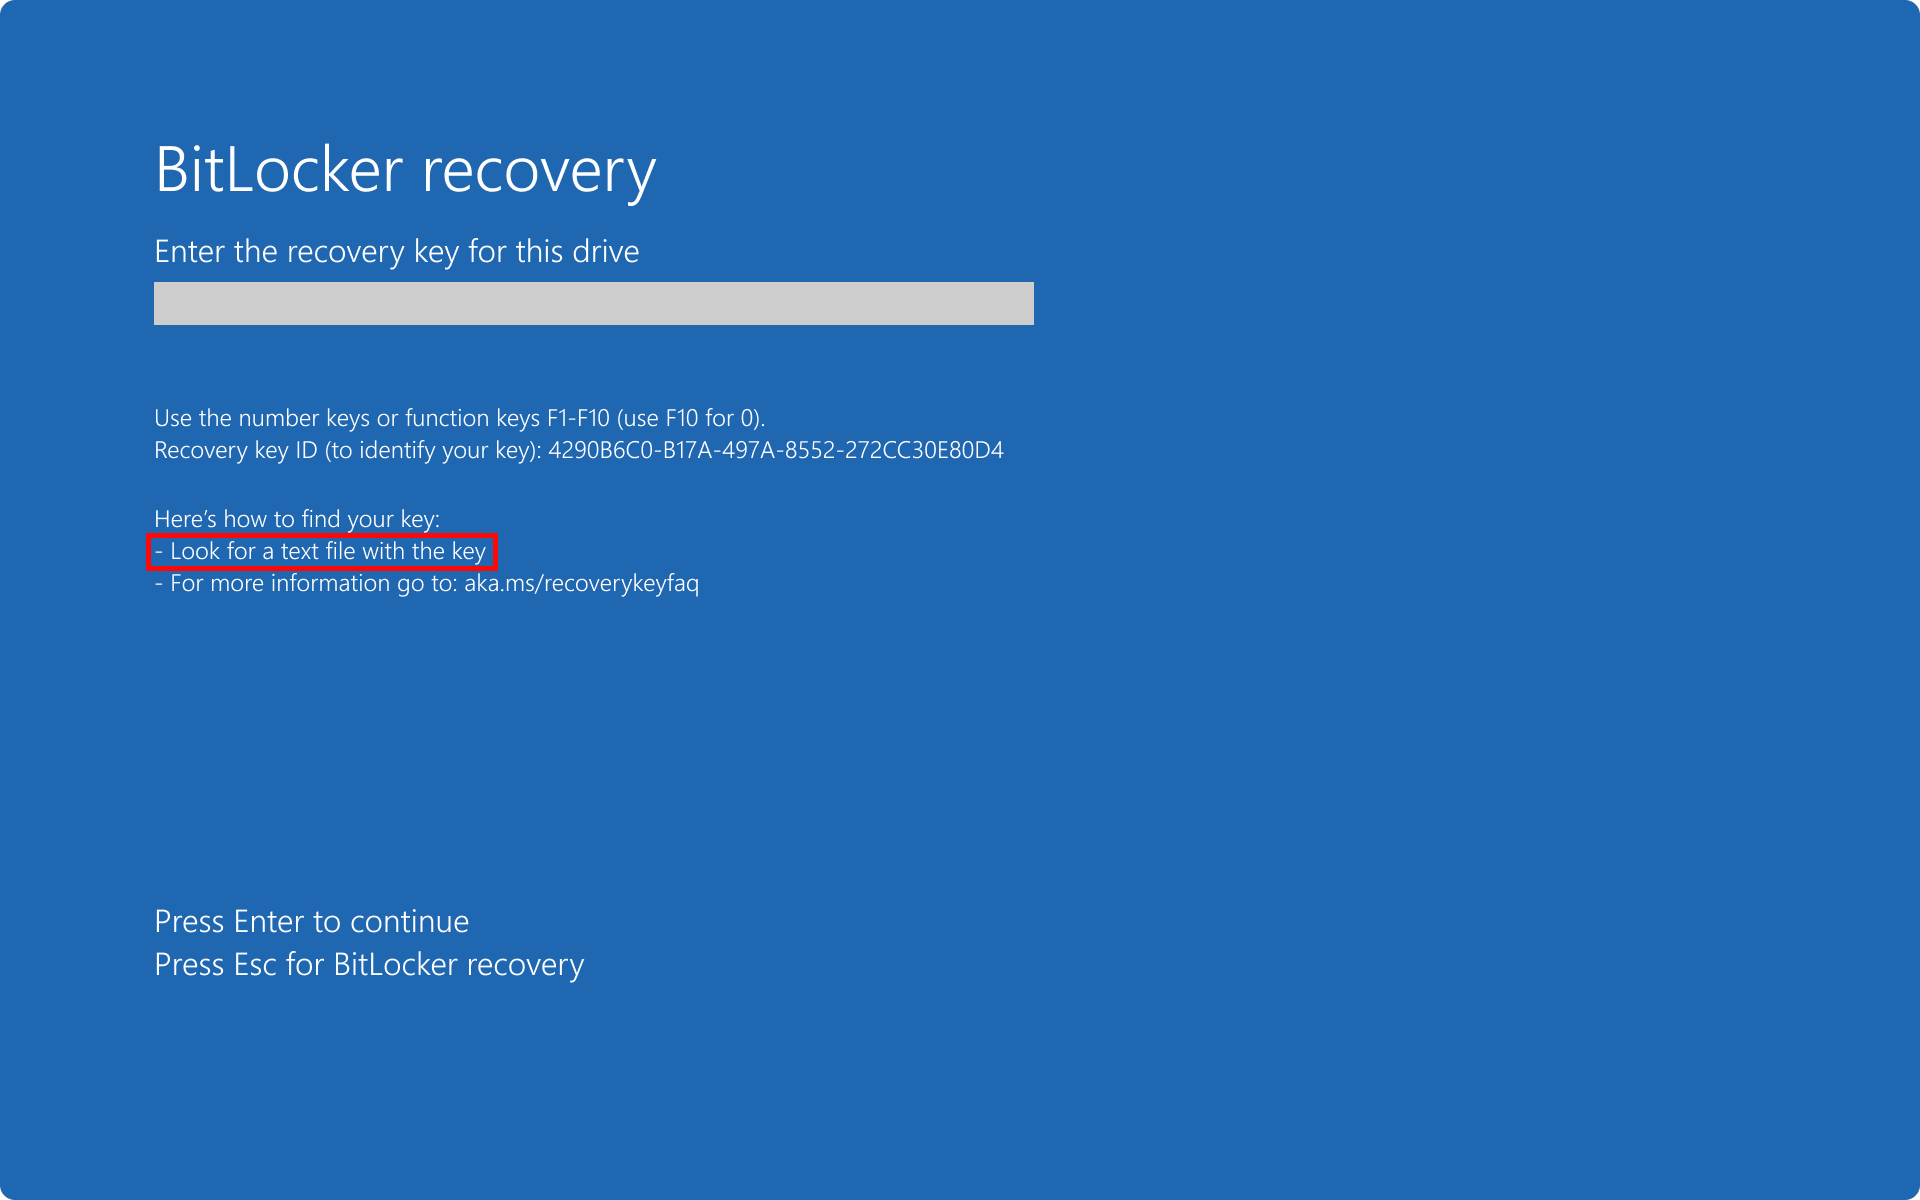 BitLocker recovery
Enter the recovery key for this drive
Use the number keys or function keys F1-F10 (use F10 for 0).
Recovery key ID (to identify your key): 4290B6C0-B17A-497A-8552-272CC30E80D4
Here’s how to find your key:
- Look for a text file with the key
- For more information go to: aka.ms/recoverykeyfaq
Press Enter to continue
Press Esc for BitLocker recovery